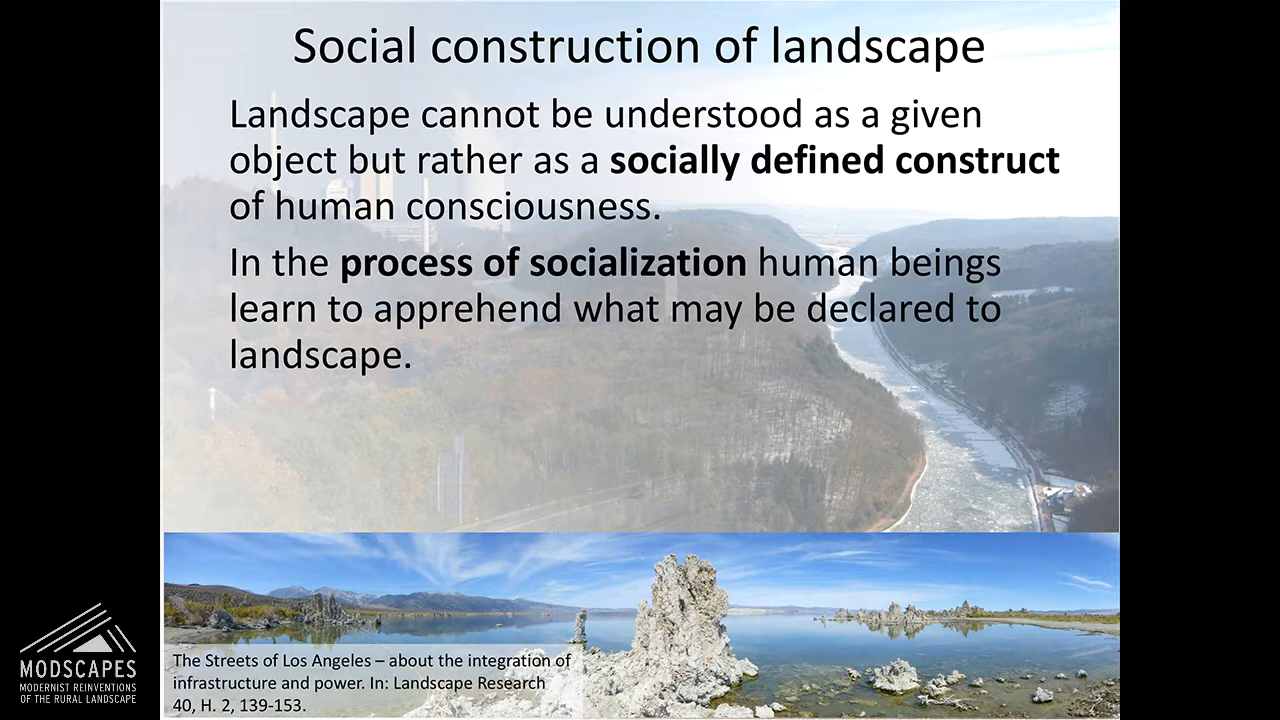 Social construction of landscape
Landscape cannot be understood as a given
object but rather as a socially defined construct
of human consciousness.
In the process of socialization human beings
learn to apprehend what may be declared to
landscape.
The Streets of Los Angeles – about the integration of
infrastructure and power. In: Landscape Research
40, H. 2, 139-153.
MODSCAPES
MODERNIST REINVENTIONS
OF THE RURAL LANDSCAPE